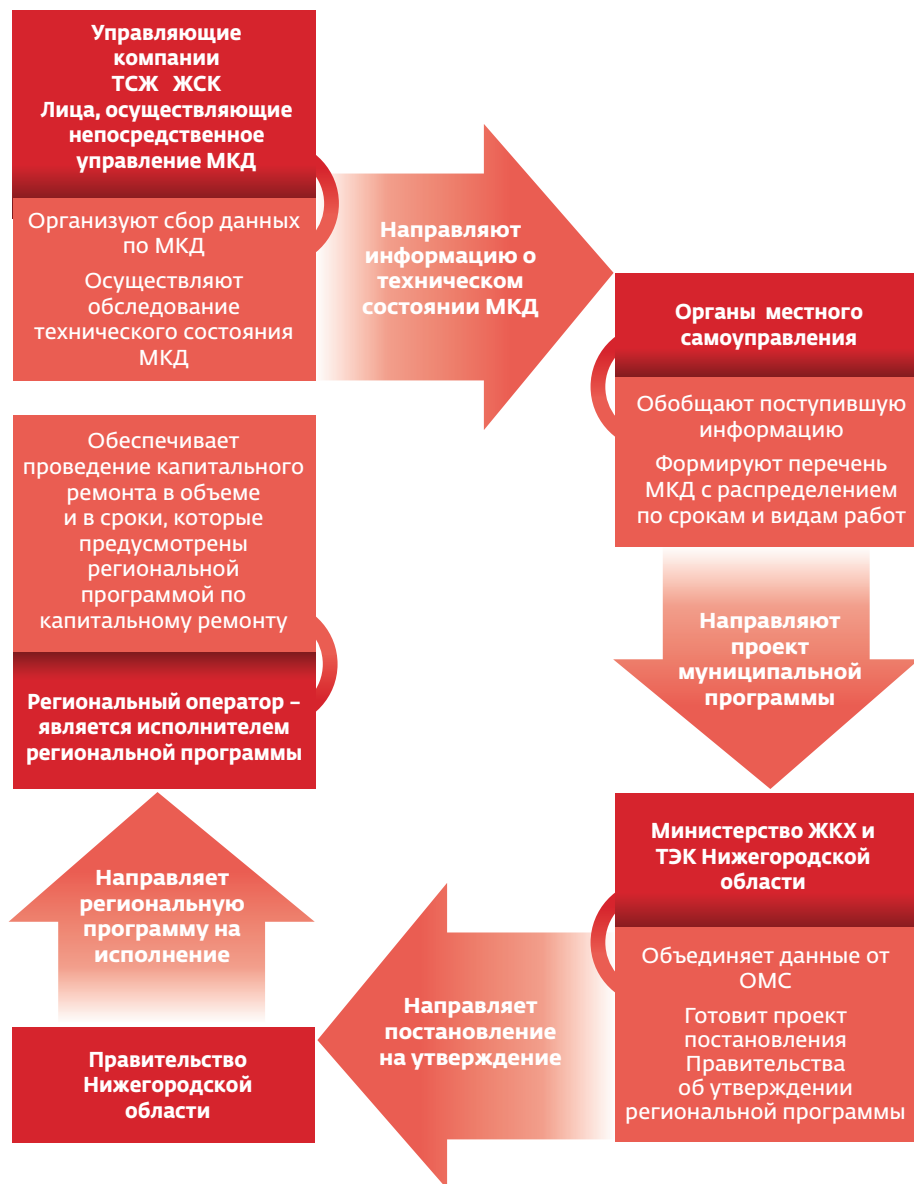 Управляющие
компании
ТСЖ ЖСК
Лица, осуществляющие
непосредственное
управление МКД
Организуют сбор данных
по МКД
Осуществляют
обследование
технического состояния
МКД
Направляют
информацию о
техническом
состоянии МКД
Органы местного
самоуправления
Обобщают поступившую
информацию
Формируют перечень
МКД с распределением
по срокам и видам работ
Направляют
проект
муниципальной
программы
Министерство ЖКХ и
ТЭК Нижегородской
области
Объединяет данные от
ОМС
Готовит проект
постановления
Правительства
об утверждении
региональной программы
Направляет
постановление
на утверждение
Правительство
Нижегородской
области
Направляет
региональную
программу на
исполнение
Обеспечивает
проведение капитального
ремонта в объеме
и в сроки, которые
предусмотрены
региональной
программой по
капитальному ремонту
Региональный оператор –
является исполнителем
региональной программы